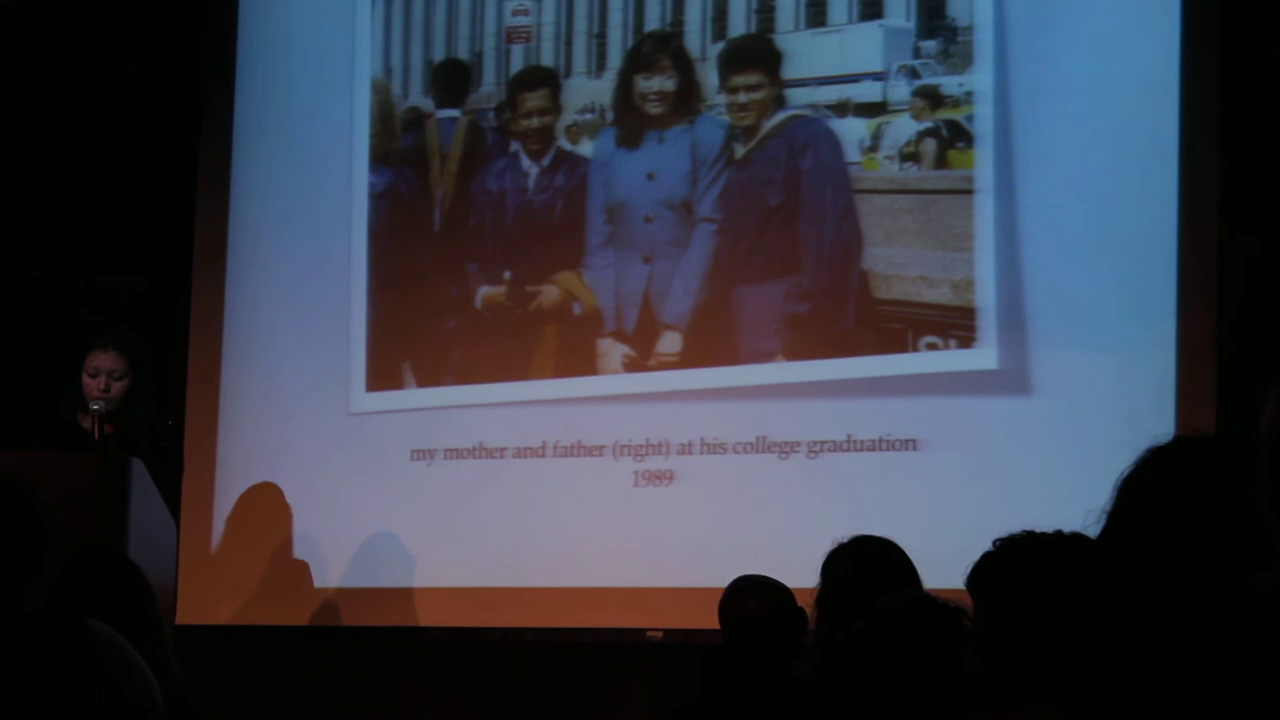 my mother and father (right) at his college graduation
1989